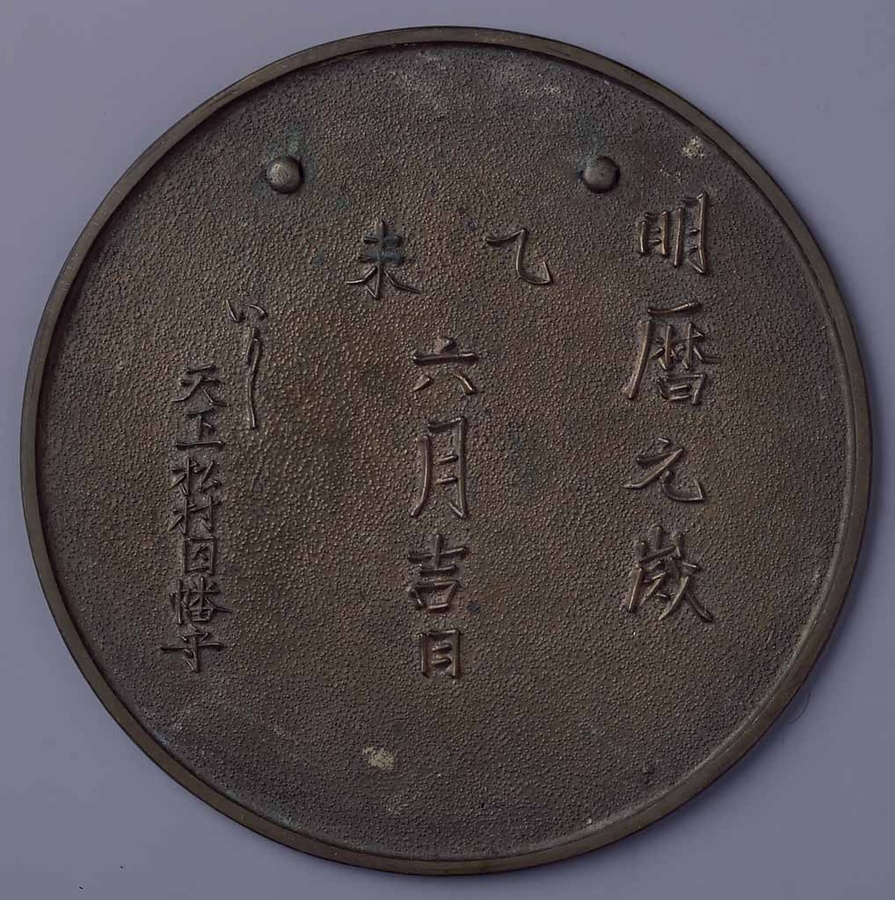 明暦元歳
乙未
六月吉日
天下一松村因幡守